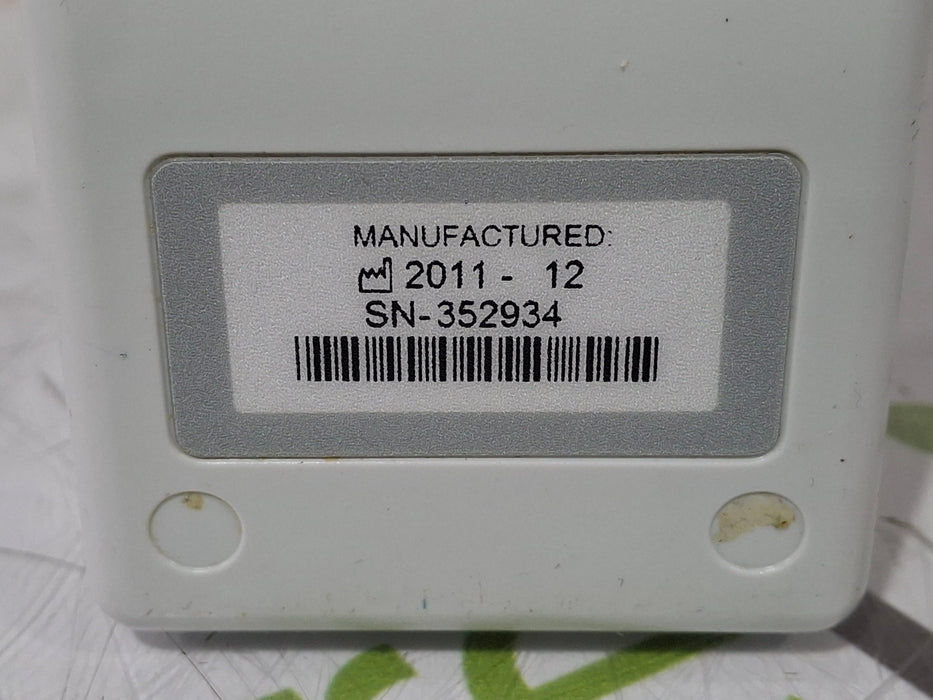 MANUFACTURED:
2011 - 12
SN-352934